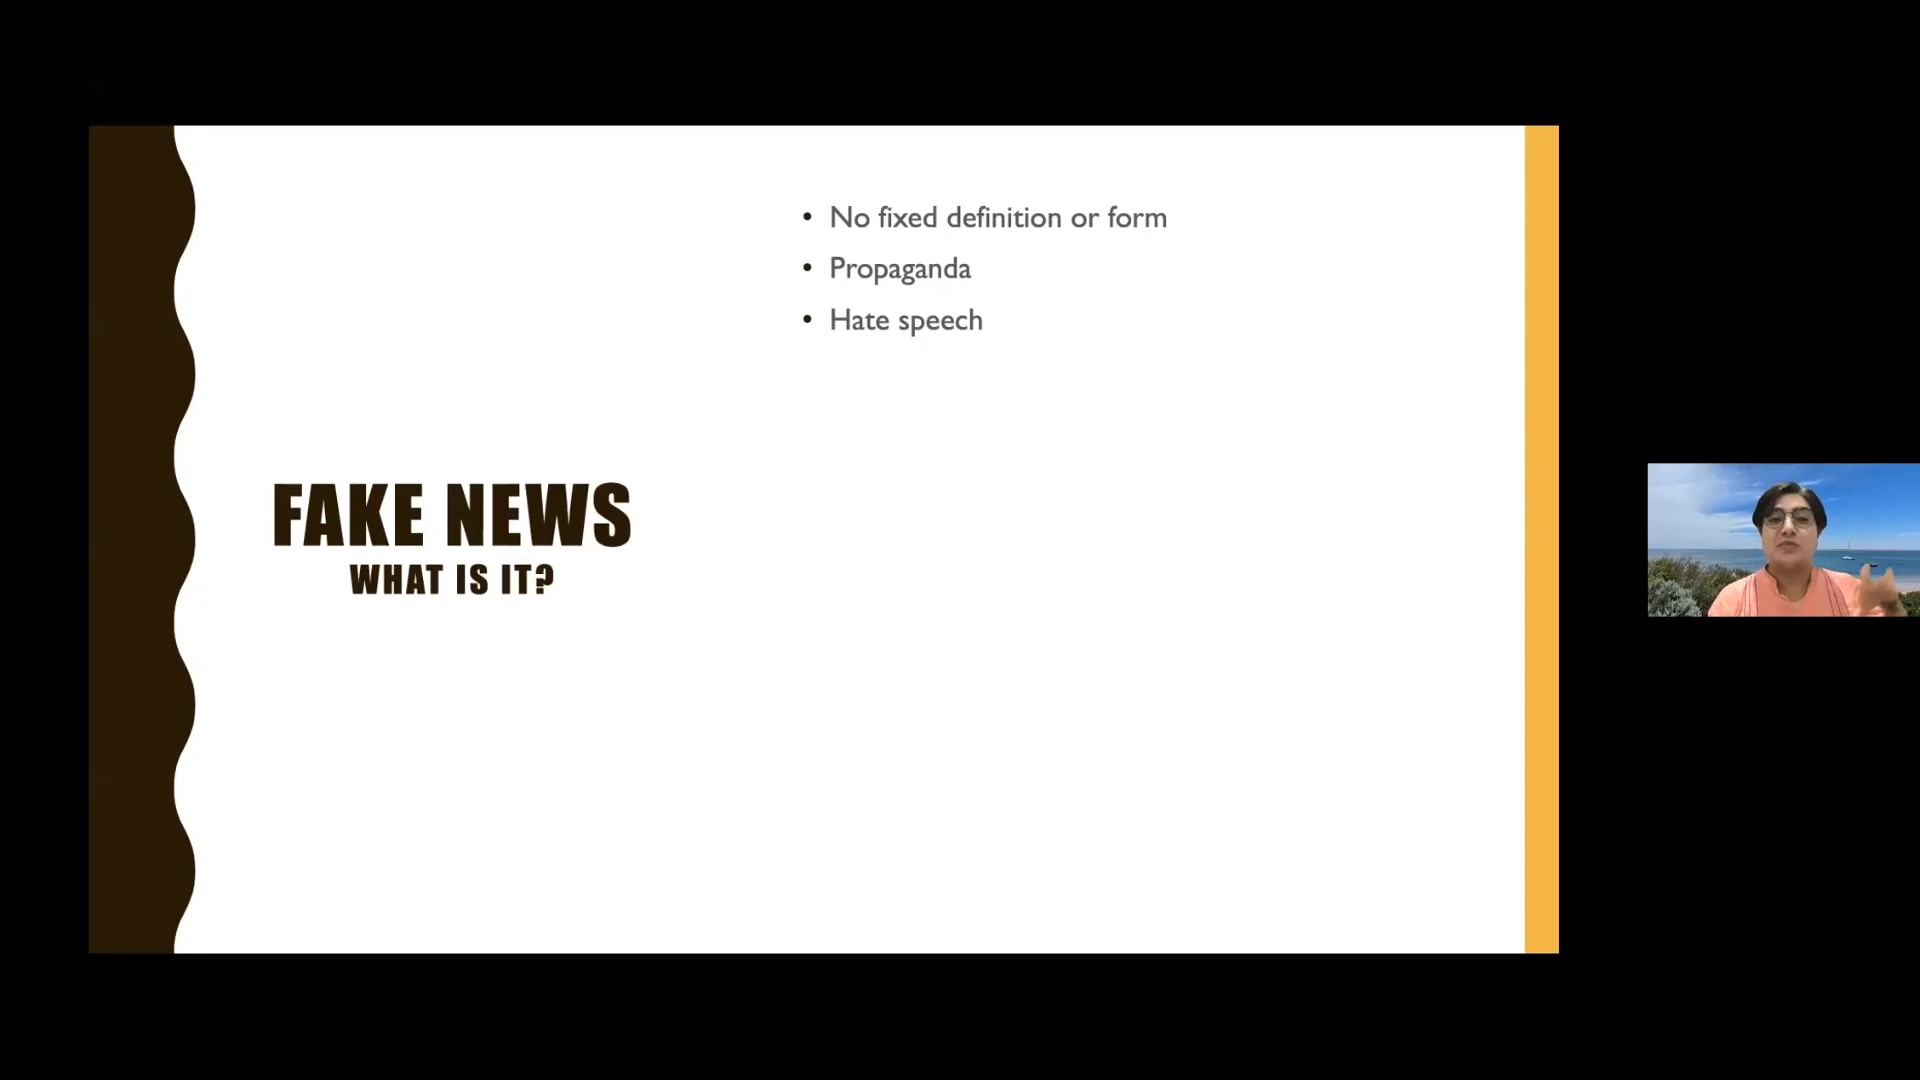 FAKE NEWS
WHAT IS IT?
• No fixed definition or form
• Propaganda
• Hate speech